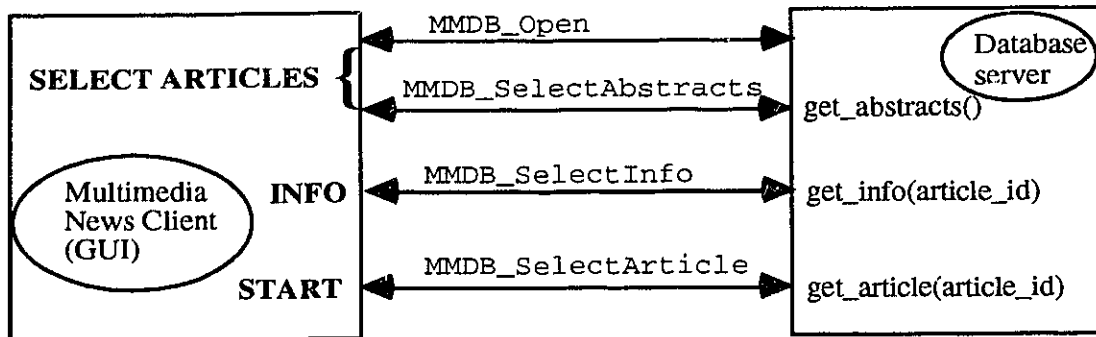 MMDB_Open
Database
server
SELECT ARTICLES {
MMDB_SelectAbstracts
get_abstracts()
Multimedia
News Client
(GUI)
INFO
MMDB_SelectInfo
get_info(article_id)
START
MMDB_SelectArticle
get_article(article_id)